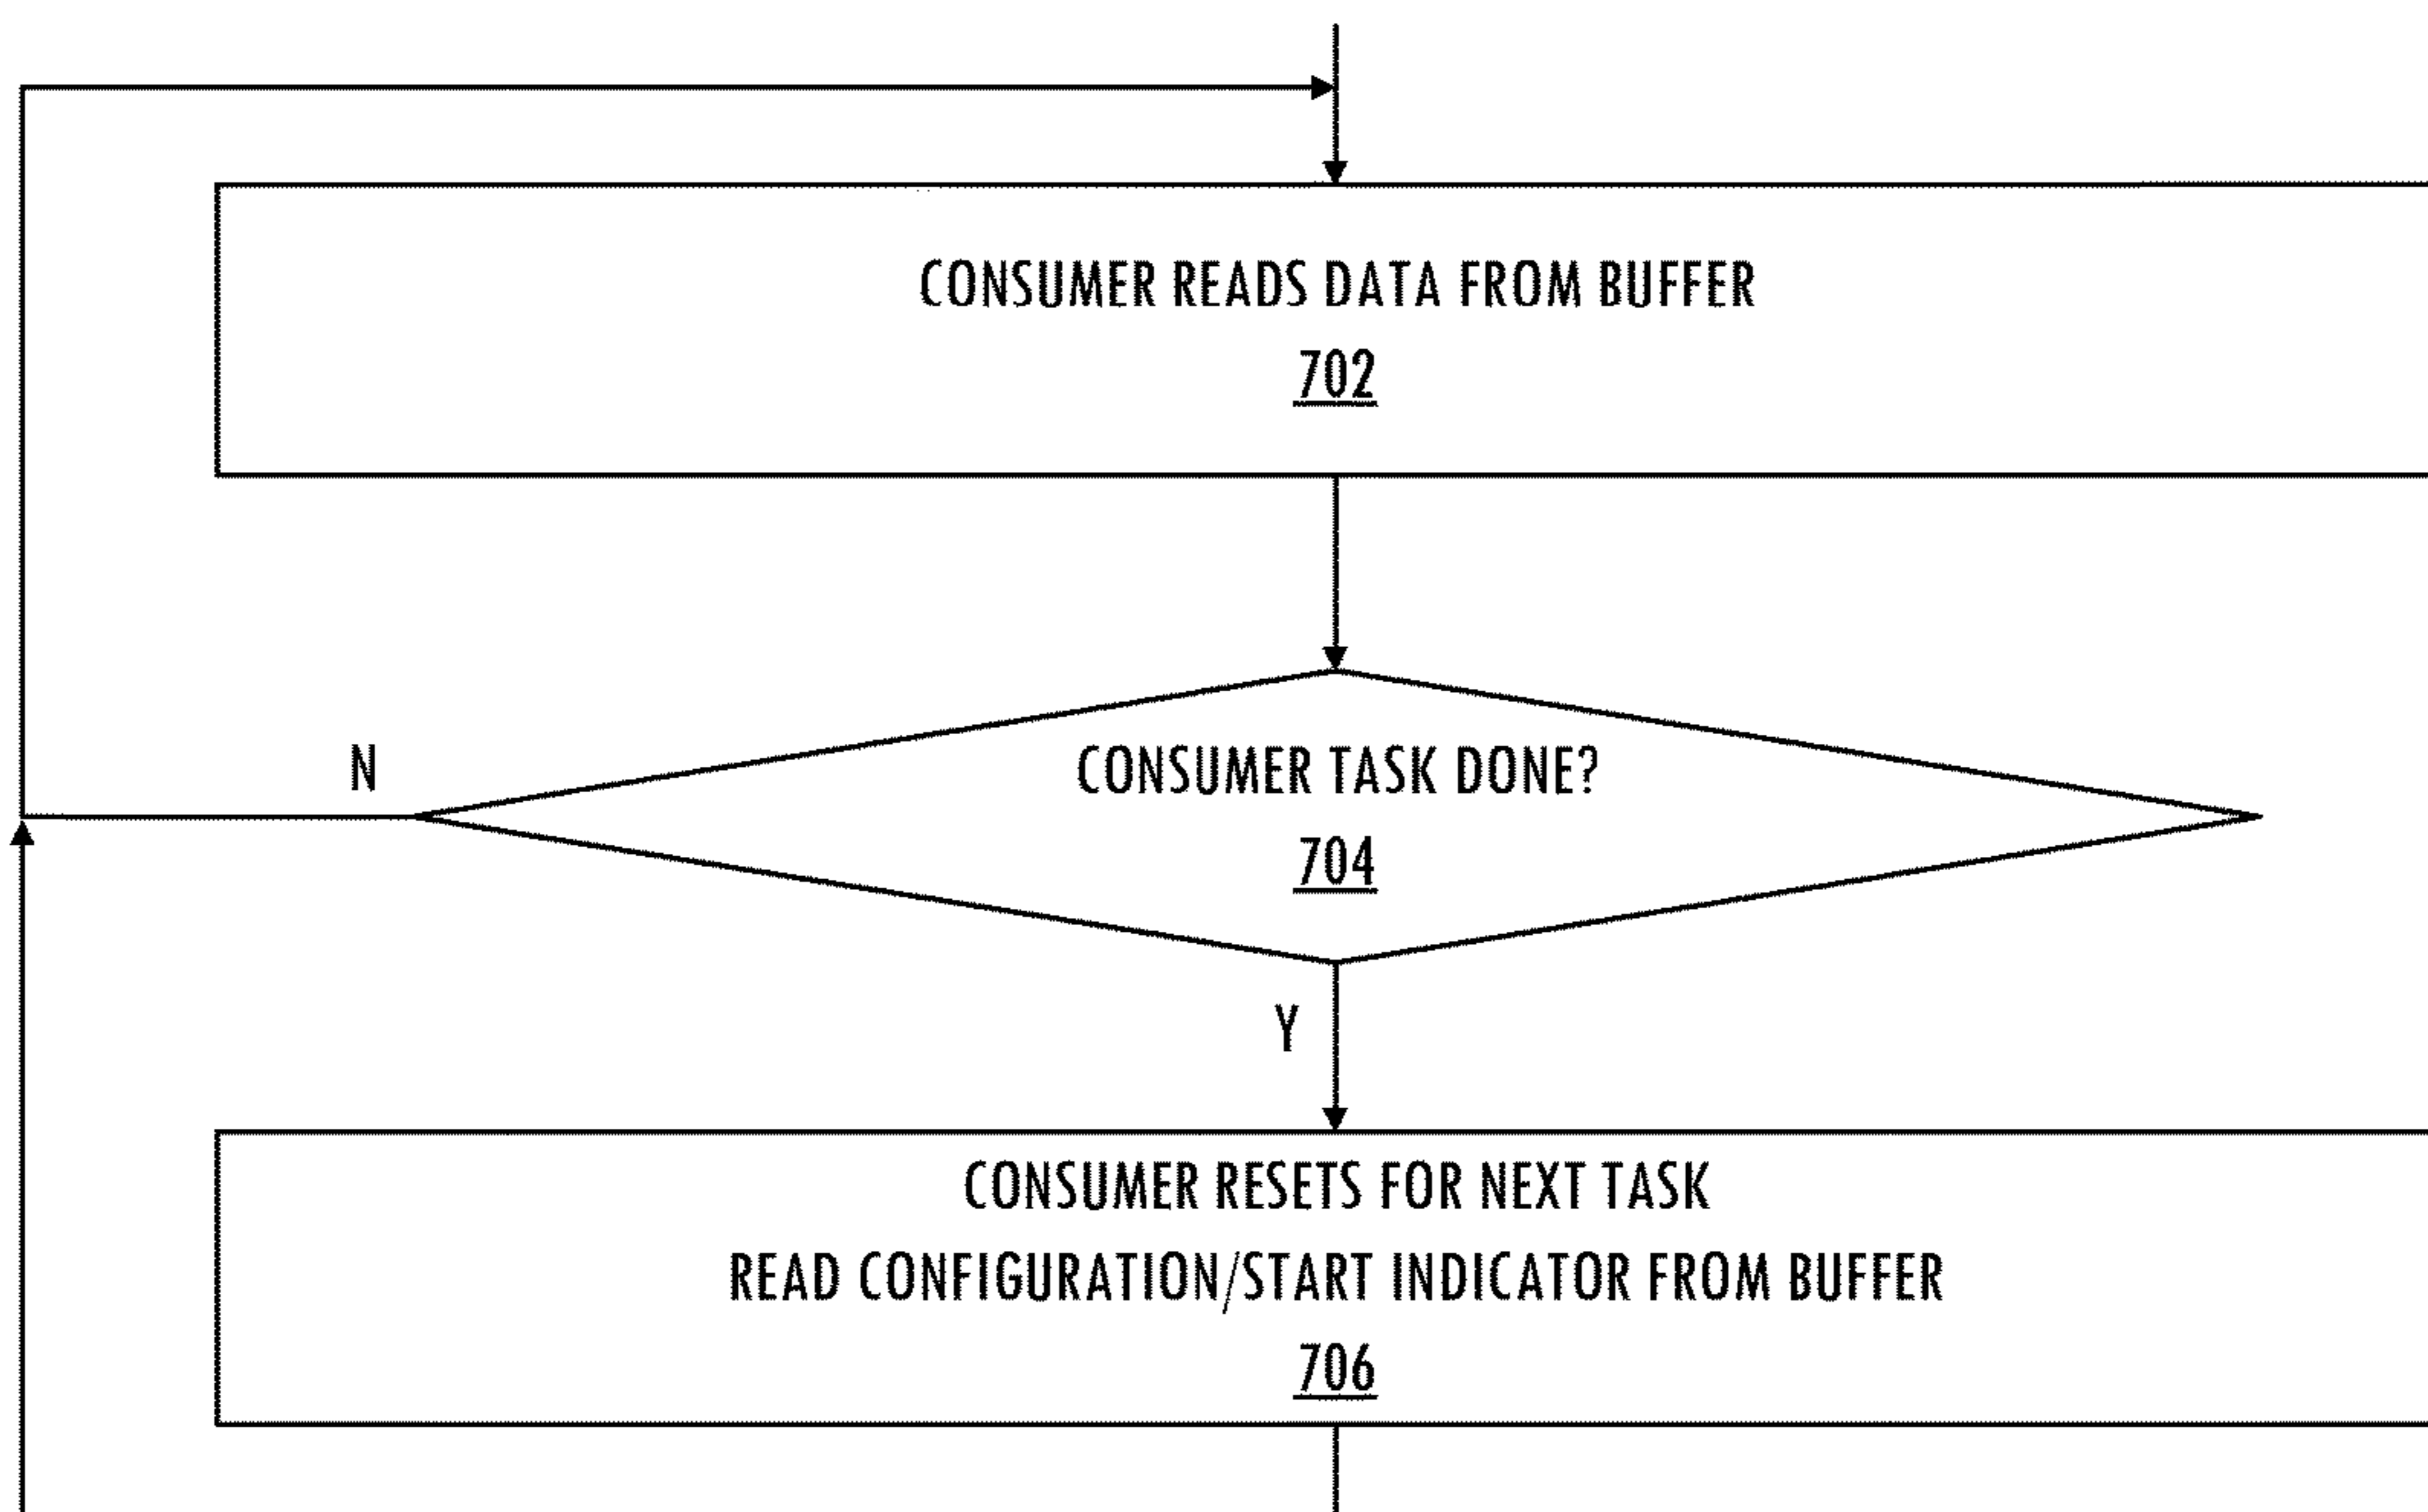 CONSUMER READS DATA FROM BUFFER
702
CONSUMER TASK DONE?
704
N
Y
CONSUMER RESETS FOR NEXT TASK
READ CONFIGURATION/START INDICATOR FROM BUFFER
706